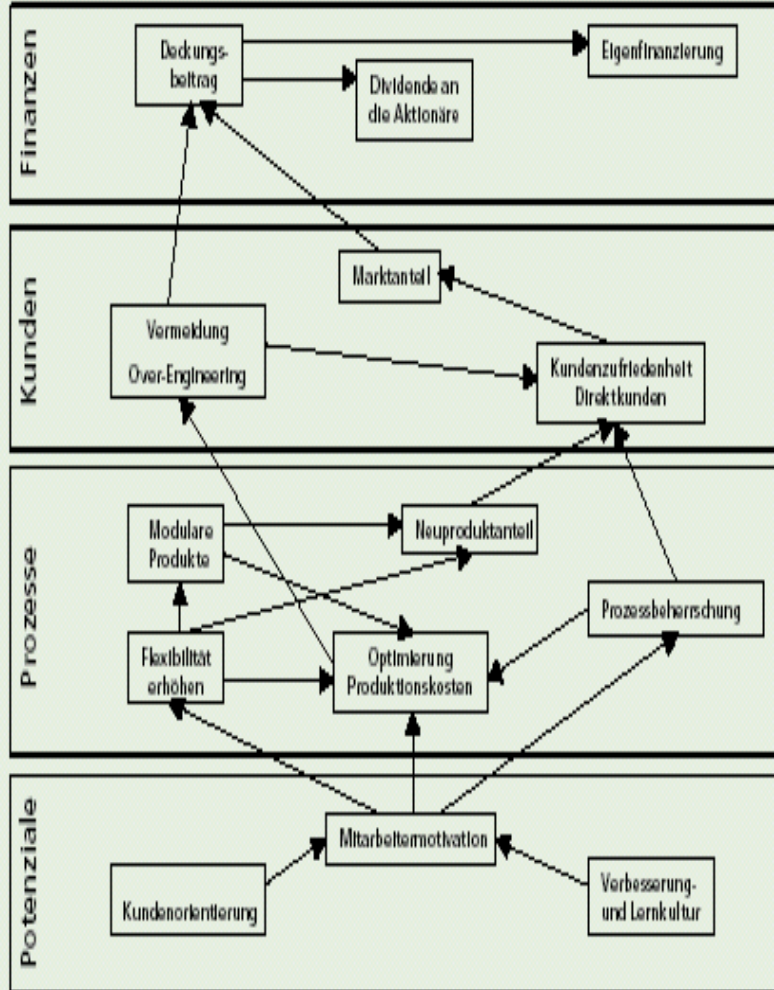 Finanzen
Deckungs-
beitrag
Eigenfinanzierung
Dividende an
die Aktionäre
Kunden
Marktanteil
Vermeidung
Over-Engineering
Kundenzufriedenheit
Direktkunden
Prozesse
Modulare
Produkte
Neuproduktanteil
Prozessbeherrschung
Flexibilität
erhöhen
Optimierung
Produktionskosten
Potenziale
Mitarbeitermotivation
Kundenorientierung
Verbesserung-
und Lernkultur